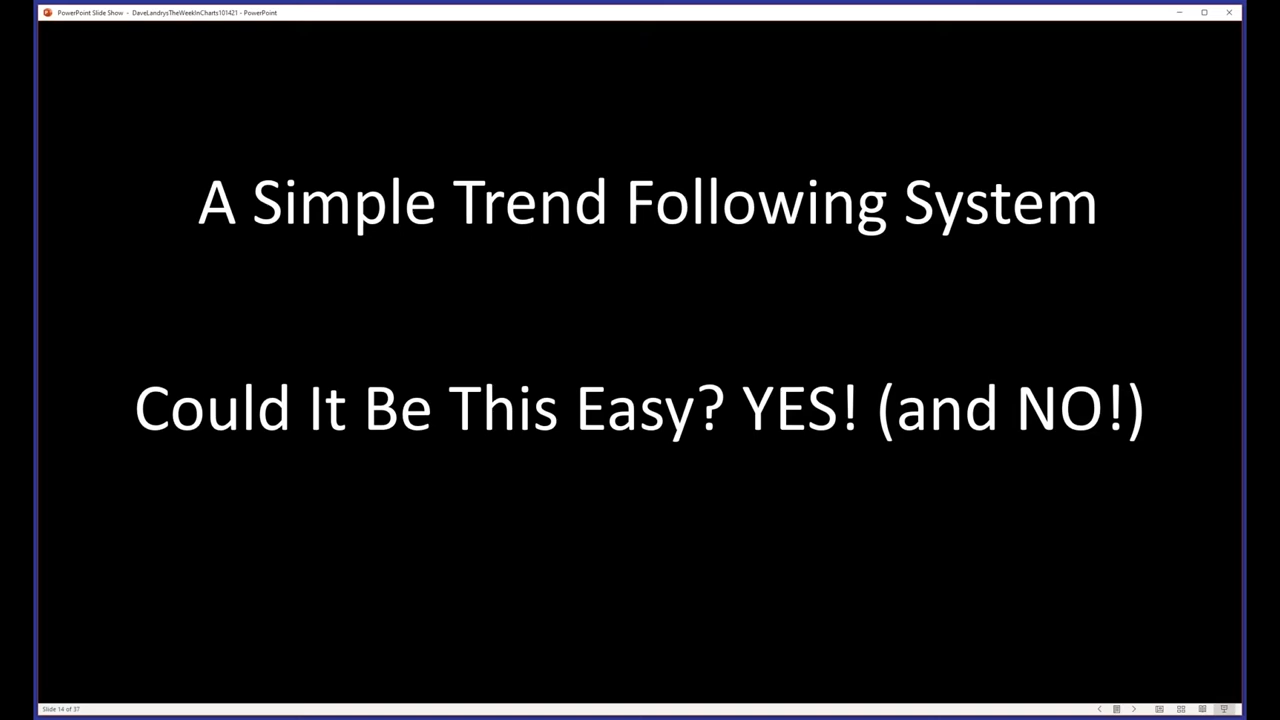 PowerPoint Slide Show - DaveLandrysTheWeekInCharts101421 - PowerPoint
A Simple Trend Following System
Could It Be This Easy? YES! (and NO!)
Slide 14 of 37